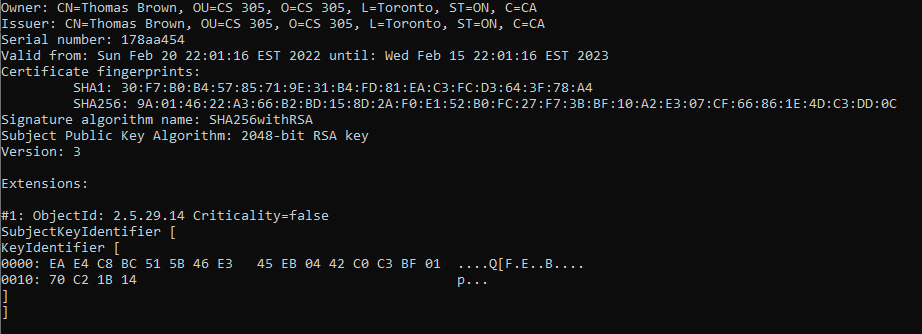 Owner: CN=Thomas Brown, OU=CS 305, O=CS 305, L=Toronto, ST=ON, C=CA
Issuer: CN=Thomas Brown, OU=CS 305, O=CS 305, L=Toronto, ST=ON, C=CA
Serial number: 178aa454
Valid from: Sun Feb 20 22:01:16 EST 2022 until: Wed Feb 15 22:01:16 EST 2023
Certificate fingerprints:
         SHA1: 30:F7:B0:B4:57:85:71:9E:31:B4:FD:81:EA:C3:FC:D3:64:3F:78:A4
         SHA256: 9A:01:46:22:A3:66:B2:BD:15:8D:2A:F0:E1:52:B0:FC:27:F7:3B:BF:10:A2:E3:07:CF:66:86:1E:4D:C3:DD:0C
Signature algorithm name: SHA256withRSA
Subject Public Key Algorithm: 2048-bit RSA key
Version: 3
Extensions:
#1: ObjectId: 2.5.29.14 Criticality=false
SubjectKeyIdentifier [
KeyIdentifier [
0000: EA E4 C8 BC 51 5B 46 E3   45 EB 04 42 C0 C3 BF 01  ....Q[F.E..B....
0010: 70 C2 1B 14                                        p...
]
]